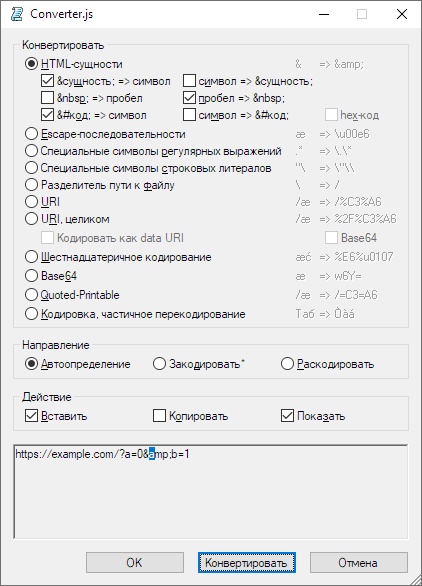 Converter.js
Конвертировать
HTML-сущности & => &amp;
&сущность; => символ символ => &сущность;
&nbsp; => пробел пробел => &nbsp;
&#код; => символ символ => &#код; hex-код
Escape-последовательности æ => \u00e6
Специальные символы регулярных выражений .* => \.\*
Специальные символы строковых литералов "\ => \"\\
Разделитель пути к файлу \ => /
URI /æ => /%C3%A6
URI, целиком /æ => %2F%C3%A6
Кодировать как data URI Base64
Шестнадцатеричное кодирование æć => %E6%u0107
Base64 æ => w6Y=
Quoted-Printable /æ => /=C3=A6
Кодировка, частичное перекодирование Таб => Òàá
Направление
Автоопределение Закодировать* Раскодировать
Действие
Вставить Копировать Показать
https://example.com/?a=0&amp;b=1
OK Конвертировать Отмена